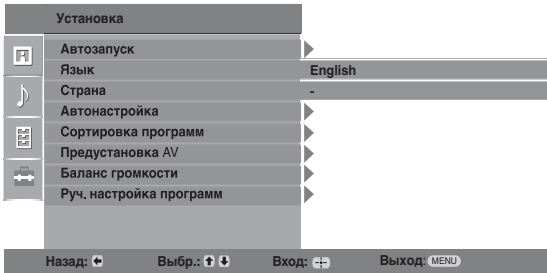 Установка
Автозапуск
Язык English
Страна -
Автонастройка
Сортировка программ
Предустановка AV
Баланс громкости
Руч. настройка программ
Назад: Выбр.: Вход: Выход: MENU